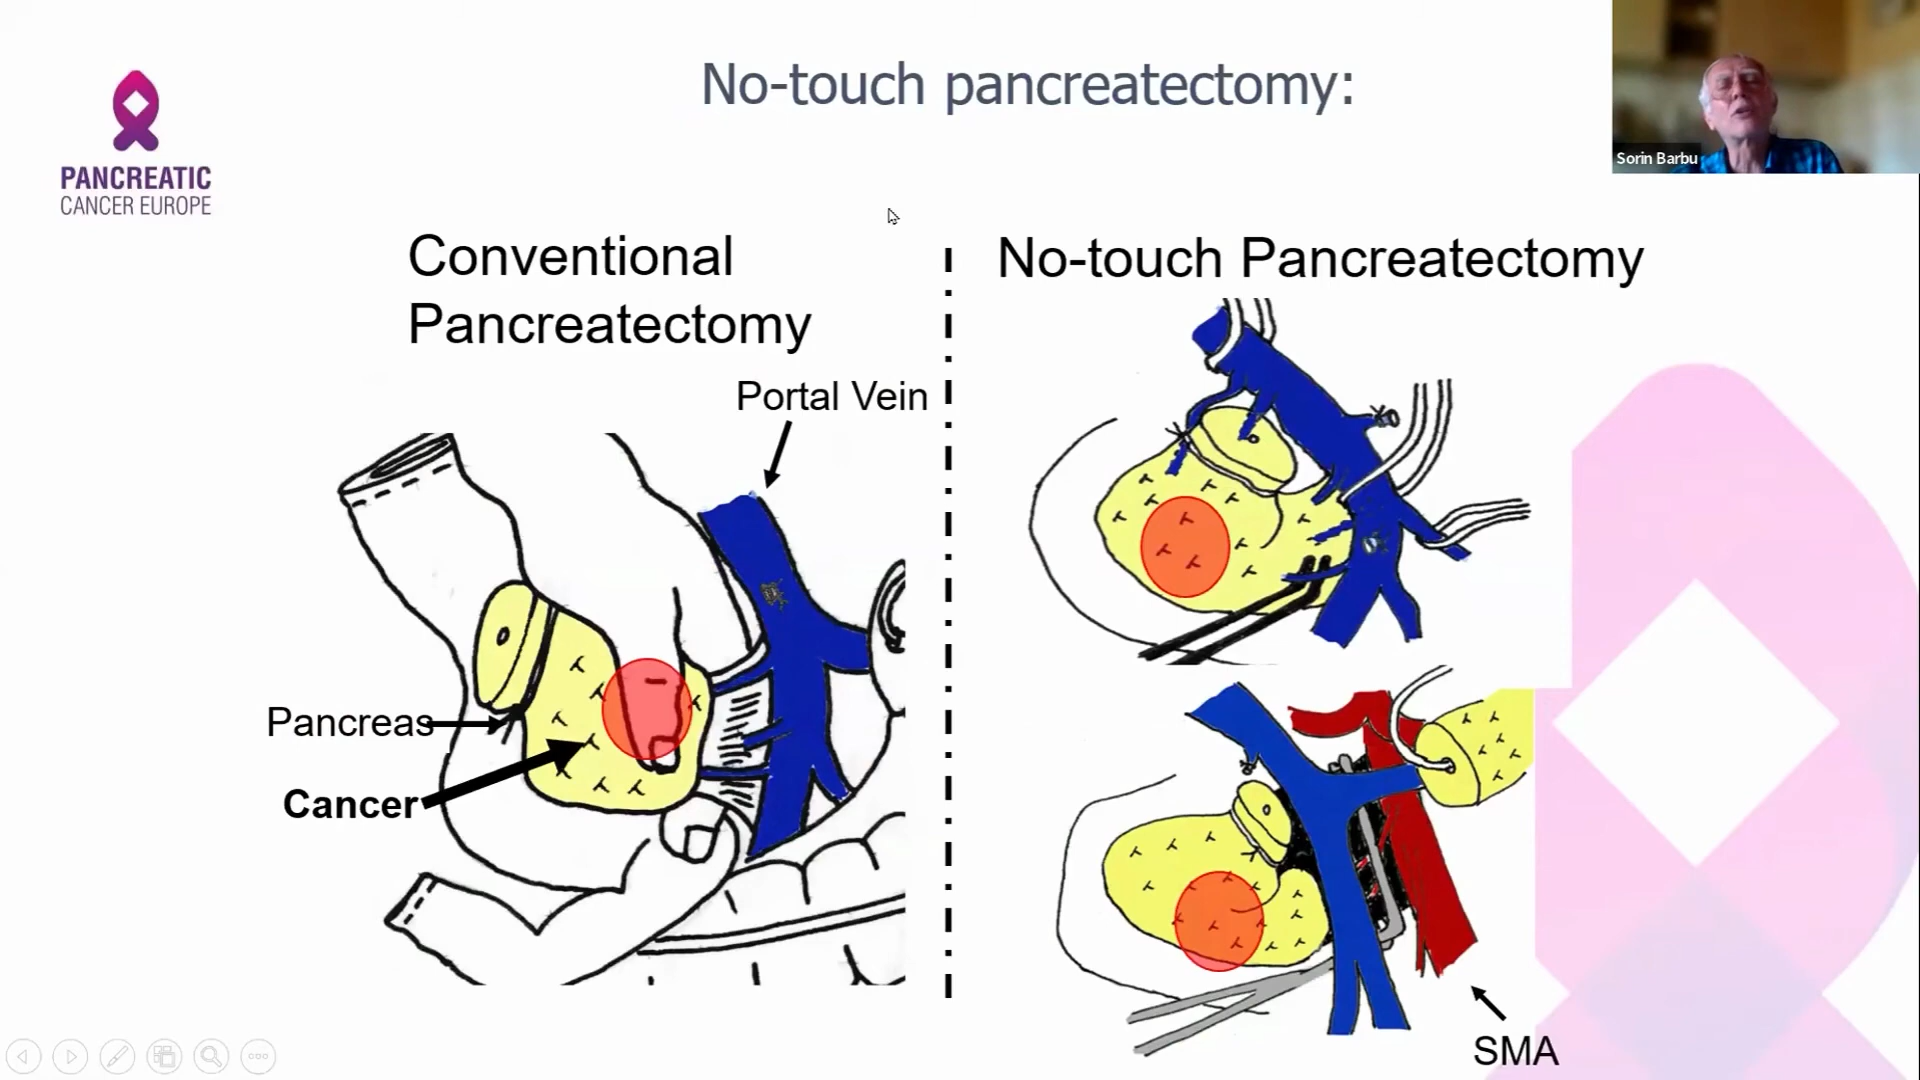 No-touch pancreatectomy:
PANCREATIC
CANCER EUROPE
Sorin Barbu
Conventional
Pancreatectomy
No-touch Pancreatectomy
Portal Vein
Pancreas
Cancer
SMA